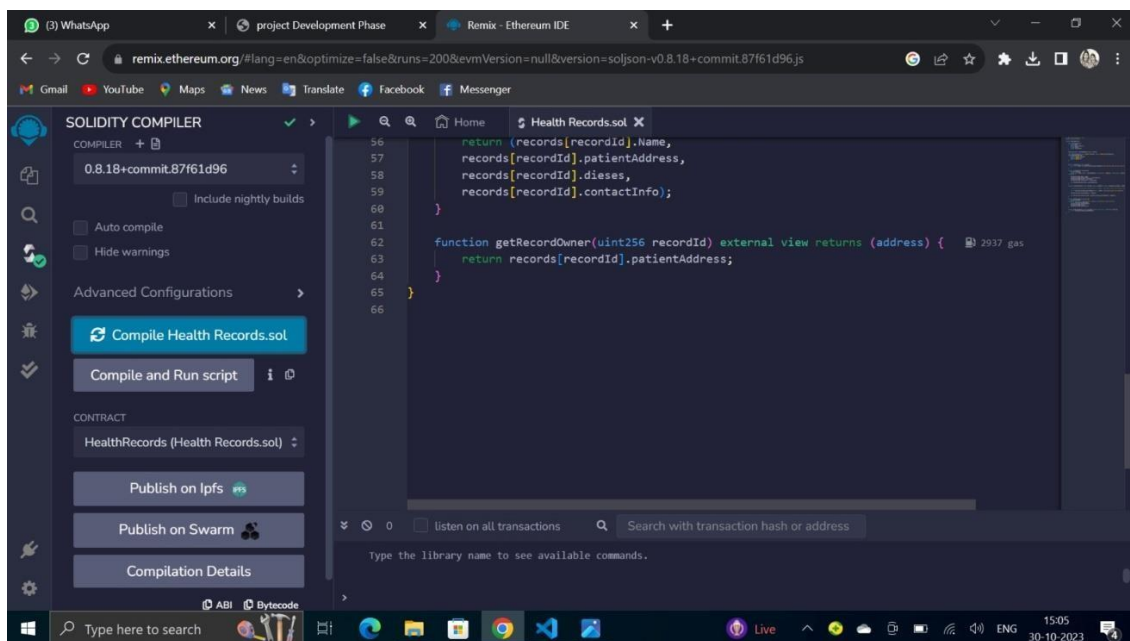 (3) WhatsApp
project Development Phase
Remix - Ethereum IDE
remix.ethereum.org/#lang=en&optimize=false&runs=200&evmVersion=null&version=soljson-v0.8.18+commit.87f61d96.js
Gmail YouTube Maps News Translate Facebook Messenger
SOLIDITY COMPILER
COMPILER
0.8.18+commit.87f61d96
Include nightly builds
Auto compile
Hide warnings
Advanced Configurations
Compile Health Records.sol
Compile and Run script
CONTRACT
HealthRecords (Health Records.sol)
Publish on Ipfs
Publish on Swarm
Compilation Details
ABI Bytecode
Home Health Records.sol
56 return (records[recordId].Name,
57 records[recordId].patientAddress,
58 records[recordId].dieses,
59 records[recordId].contactInfo);
60 }
61
62 function getRecordOwner(uint256 recordId) external view returns (address) { 2937 gas
63 return records[recordId].patientAddress;
64 }
65 }
66
0 listen on all transactions Search with transaction hash or address
Type the library name to see available commands.
>
Type here to search
Live
ENG
15:05
30-10-2023
4